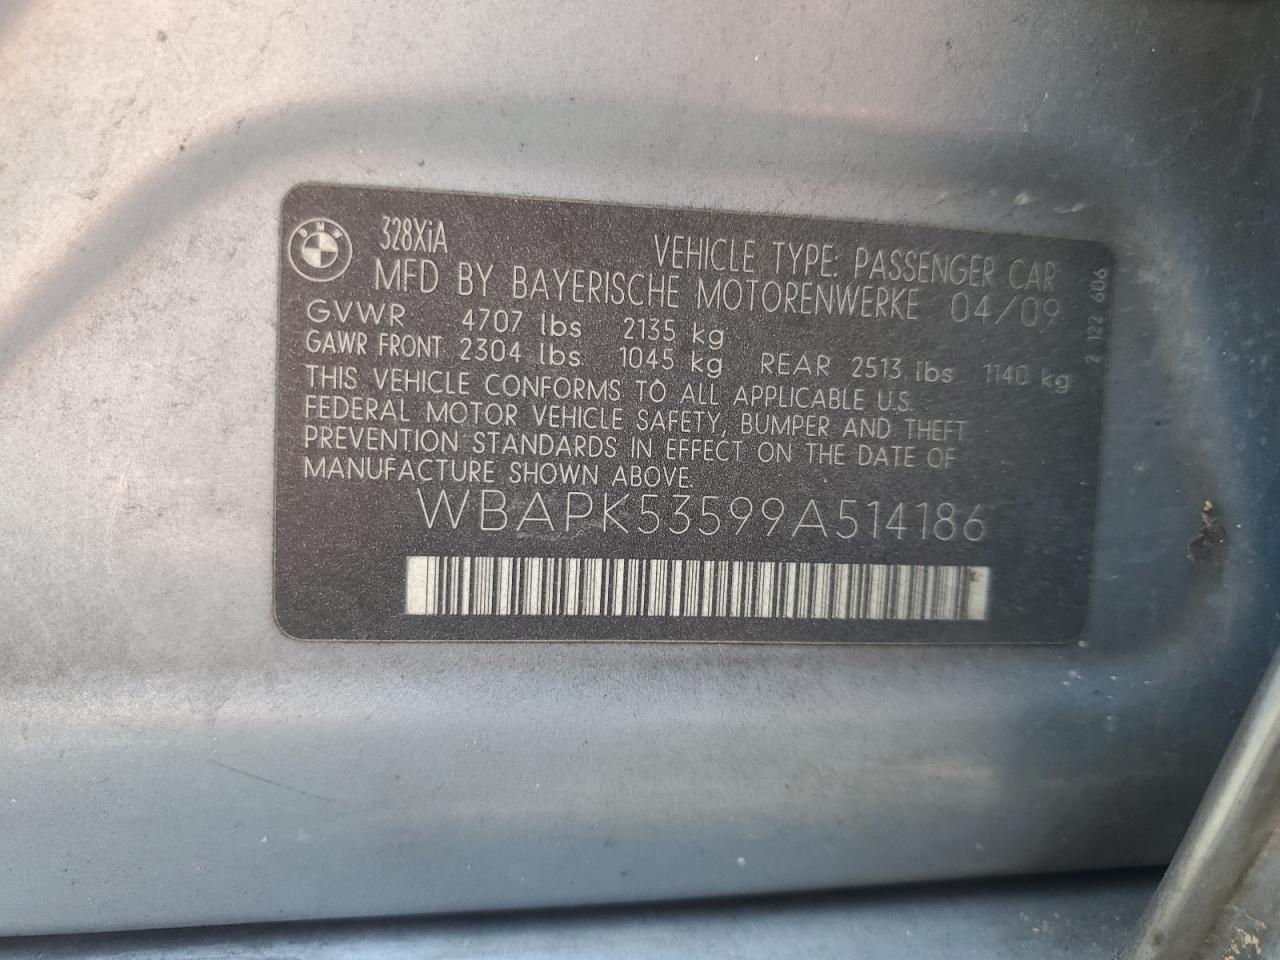 BMW
328XiA
VEHICLE TYPE: PASSENGER CAR
MFD BY BAYERISCHE MOTORENWERKE 04/09
GVWR 4707 lbs 2135 kg
GAWR FRONT 2304 lbs 1045 kg REAR 2513 lbs 1140 kg
THIS VEHICLE CONFORMS TO ALL APPLICABLE U.S.
FEDERAL MOTOR VEHICLE SAFETY, BUMPER AND THEFT
PREVENTION STANDARDS IN EFFECT ON THE DATE OF
MANUFACTURE SHOWN ABOVE.
WBAPK53599A514186
2 122 606